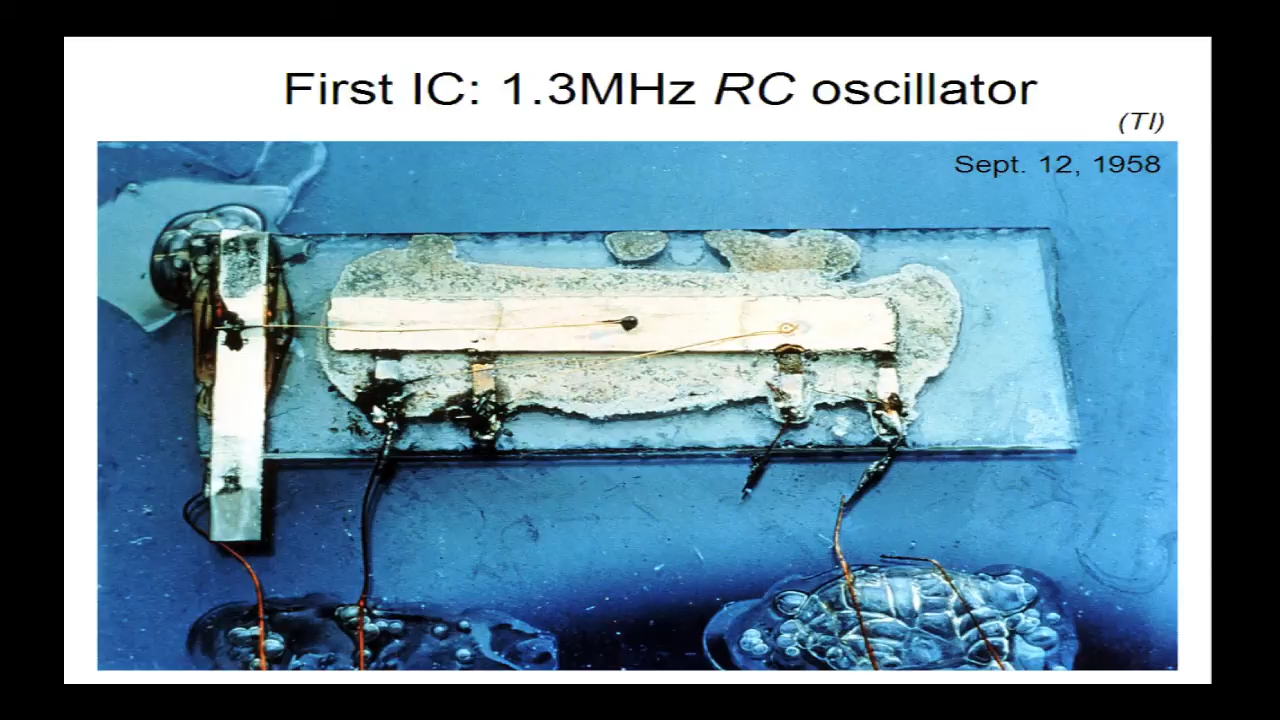 First IC: 1.3MHz RC oscillator
(TI)
Sept. 12, 1958